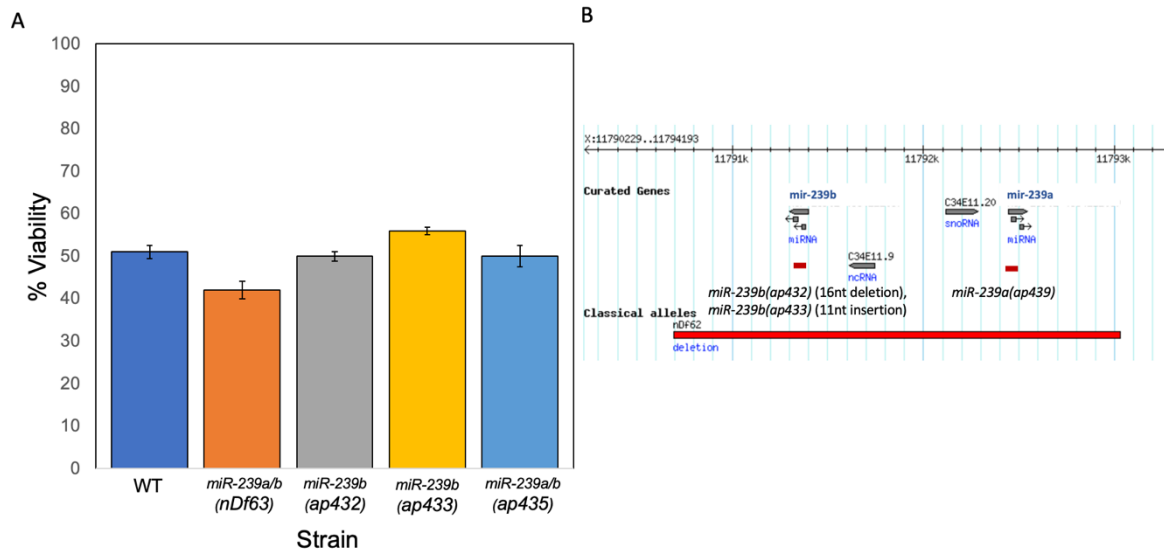 A
% Viability
100
90
80
70
60
50
40
30
20
10
0
WT
miR-239a/b
(nDf63)
miR-239b
(ap432)
miR-239b
(ap433)
miR-239a/b
(ap435)
Strain
B
X:11790229..11794193
11791k 11792k 11793k
Curated Genes
mir-239b mir-239a
C34E11.20
miRNA snoRNA miRNA
C34E11.9
ncRNA
miR-239b(ap432) (16nt deletion), miR-239a(ap439)
miR-239b(ap433) (11nt insertion)
Classical alleles
nDf62
deletion